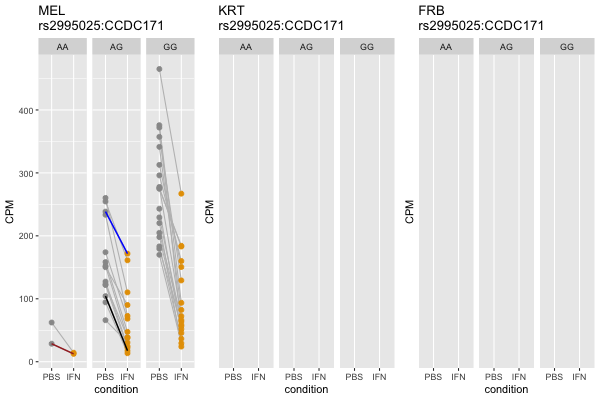 MEL
rs2995025:CCDC171
AA AG GG
CPM
400
300
200
100
0
PBS IFN PBS IFN PBS IFN
condition
KRT
rs2995025:CCDC171
AA AG GG
CPM
PBS IFN PBS IFN PBS IFN
condition
FRB
rs2995025:CCDC171
AA AG GG
CPM
PBS IFN PBS IFN PBS IFN
condition